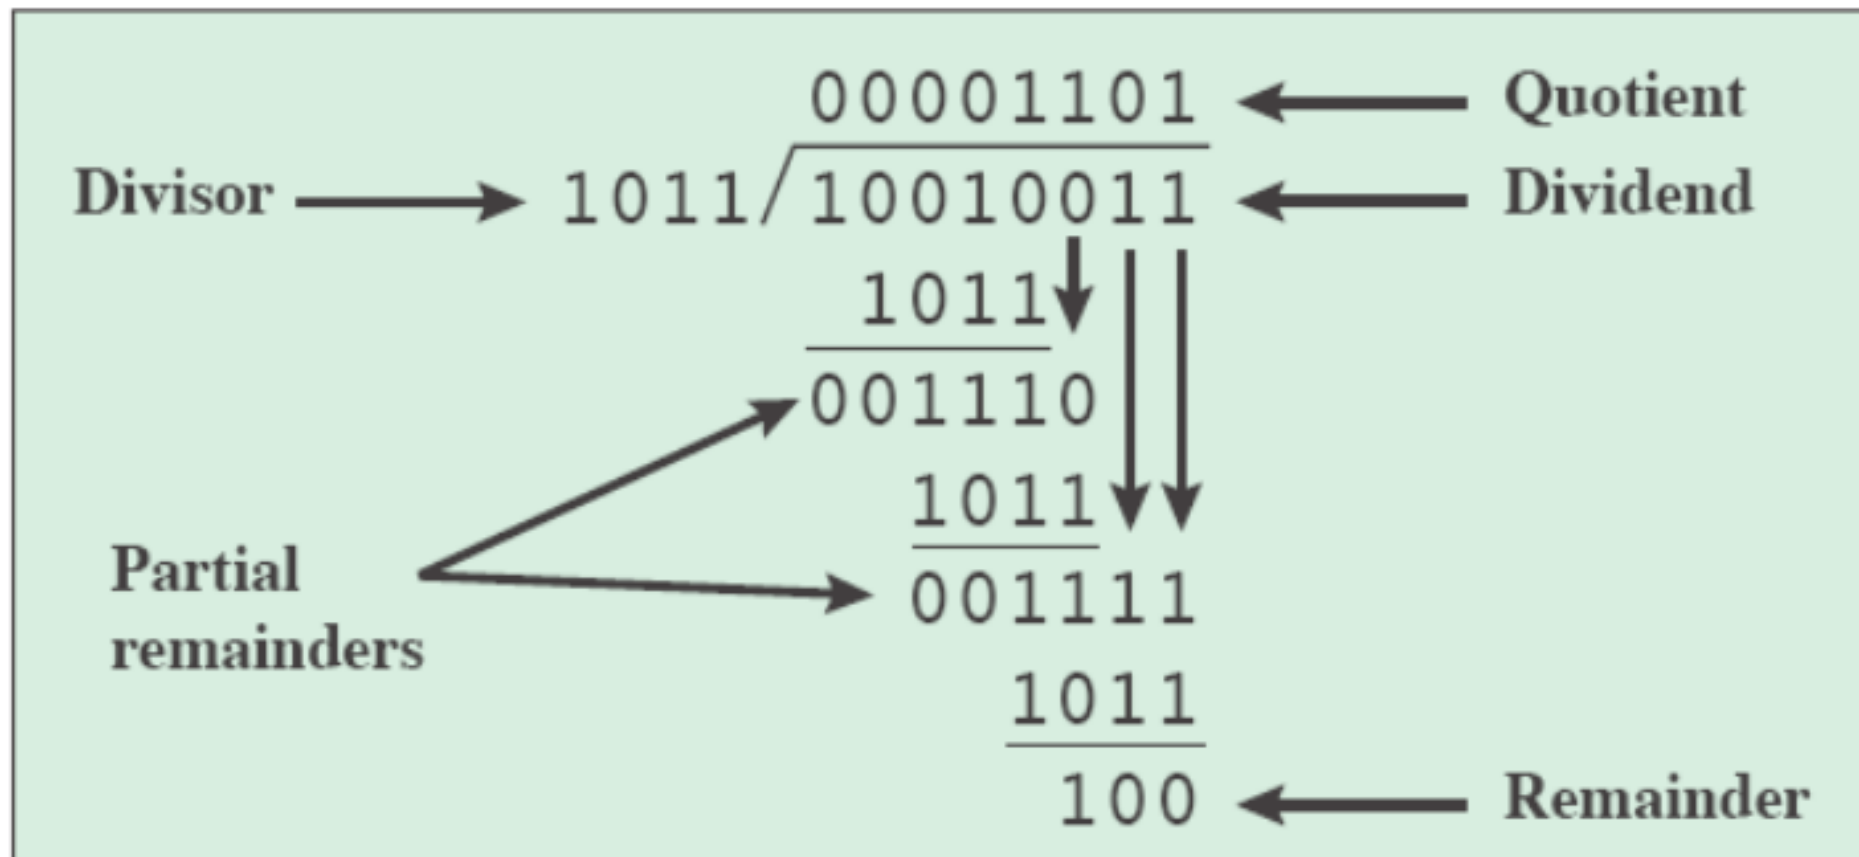 00001101 Quotient
Divisor 1011 10010011 Dividend
1011
001110
1011
Partial
001111
remainders
1011
100 Remainder